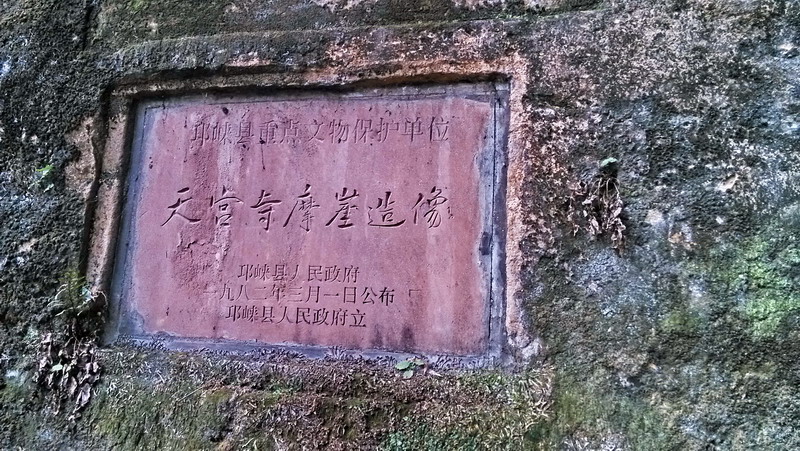 邛崃县重点文物保护单位
天宫寺摩崖造像
邛崃县人民政府
一九八二年三月一日公布
邛崃县人民政府立